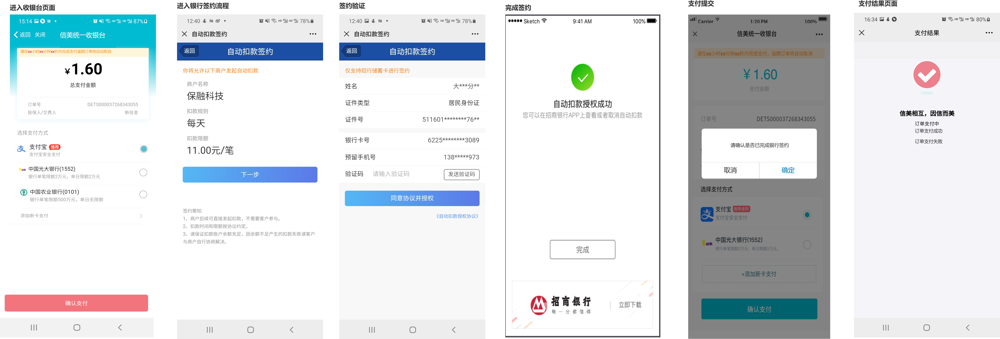 进入收银台页面
15:14
HD 5G HD 4G 87%
返回 关闭 信美统一收银台
请在xx小时xx分钟xx秒内完成支付逾期订单将自动取消
¥1.60
总支付金额
订单号 DETS000037268343055
投保人/交费人 新信息
选择支付方式
支付宝 推荐
支付宝安全支付
Bank 中国光大银行(1552)
银行单笔限额2万元，单日限额2万元
中国农业银行(0101)
银行单笔限额500万元，单日无限额
添加新卡支付
确认支付
进入银行签约流程
12:40
HD 4G HD 4G 78%
自动扣款签约
返回 自动扣款签约
你将允许以下商户发起自动扣款
商户名称
保融科技
扣款规则
每天
扣款限额
11.00元/笔
下一步
签约需知:
1、商户后续可直接发起扣款，不需要客户参与。
2、扣款时间和限额按协议约定。
3、请保证扣款账户余额充足，因余额不足产生的扣款失败请客户
与商户自行协商解决。
签约验证
12:40
HD 4G HD 4G 78%
自动扣款签约
返回 自动扣款签约
仅支持招行储蓄卡进行签约
姓名 大***分**
证件类型 居民身份证
证件号 511601********76**
银行卡号 6225********3089
预留手机号 138*****973
验证码 请输入验证码 发送验证码
同意协议并授权
《自动扣款授权协议》
完成签约
Sketch 9:41 AM 100%
自动扣款授权成功
您可以在招商银行APP上查看或者取消自动扣款
完成
招商银行
每一分都值得
立即下载
支付提交
Carrier 1:20 PM 100%
信美统一收银台
请在xx小时xx分钟xx秒内完成支付，逾期订单将自动取消
¥1.60
支付金额
订单号 DETS000037268343055
请确认是否已完成银行签约
取消 确定
选择支付方式
支付宝 推荐使用
支付宝安全支付
Bank 中国光大银行(1552)
银行单笔限额2万元，单日限额2万元。
+添加新卡支付
确认支付
支付结果页面
16:34
HD 5G HD 4G 80%
支付结果
信美相互，因信而美
订单支付中
订单支付成功
订单支付失败